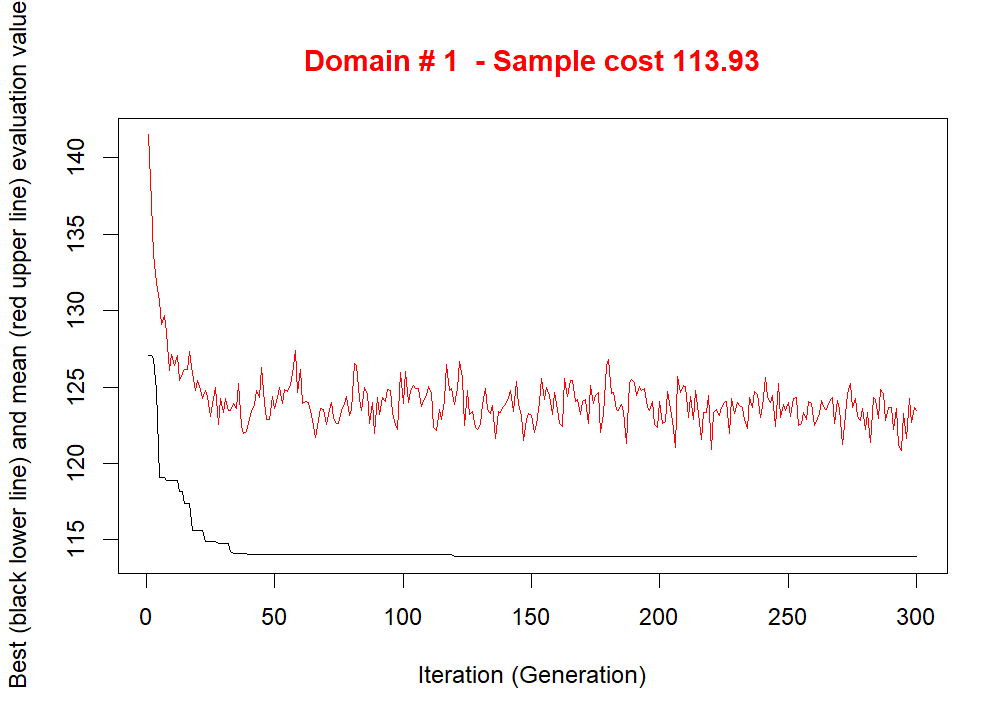 Domain # 1  - Sample cost 113.93
Best (black lower line) and mean (red upper line) evaluation value
140
135
130
125
120
115
0 50 100 150 200 250 300
Iteration (Generation)